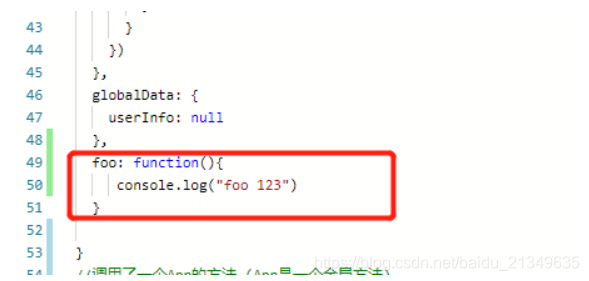 43 }
44 })
45 },
46 globalData: {
47 userInfo: null
48 },
49 foo: function(){
50 console.log("foo 123")
51 }
52
53 }
54 //调用了一个App的方法（App是一个全局方法）
https://blog.csdn.net/baidu_21349635